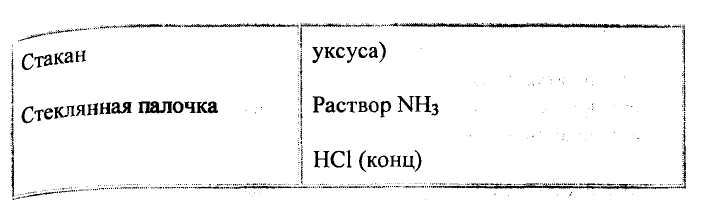 Стакан
уксуса)
Стеклянная палочка
Раствор NH₃
HCl (конц)